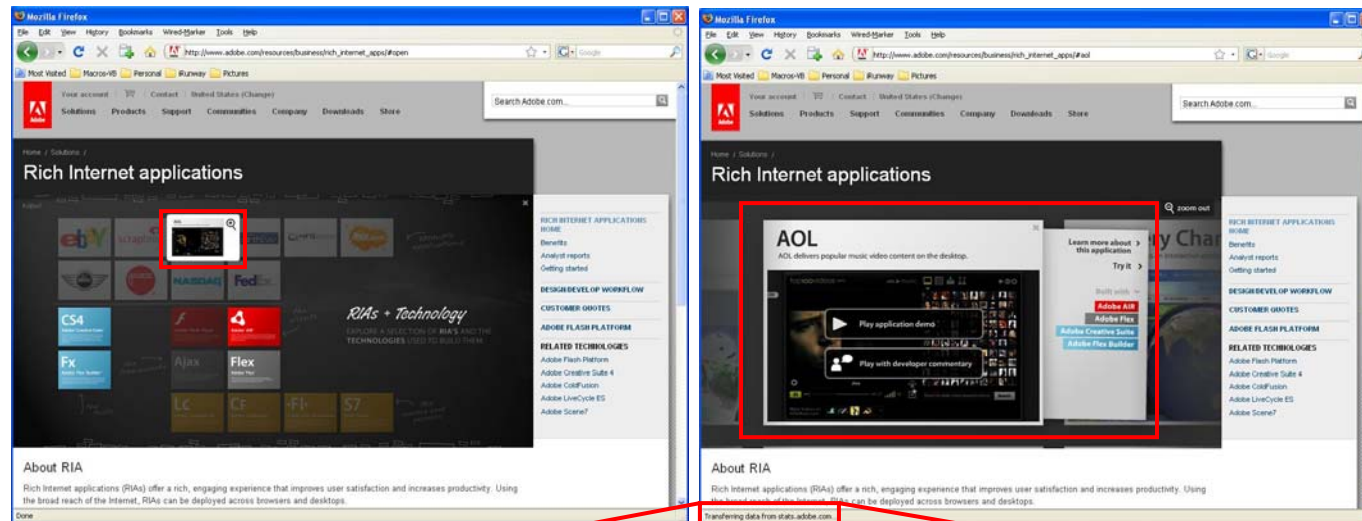 Mozilla Firefox
File Edit View History Bookmarks Wired-Marker Tools Help
http://www.adobe.com/resources/business/rich_internet_apps/#open
Google
Most Visited Macros-VB Personal iRunway Pictures
Your account Contact United States (Change)
Search Adobe.com...
Adobe
Solutions Products Support Communities Company Downloads Store
Home / Solutions /
Rich Internet applications
ebay
AOL
NASDAQ FedEx
CS4
Fx
Ajax
Flex
Lc
CF
Fl
S7
RIAs + Technology
EXPLORE A SELECTION OF RIA'S AND THE
TECHNOLOGIES USED TO BUILD THEM
RICH INTERNET APPLICATIONS
HOME
Benefits
Analyst reports
Getting started
DESIGN DEVELOP WORKFLOW
CUSTOMER QUOTES
ADOBE FLASH PLATFORM
RELATED TECHNOLOGIES
Adobe Flash Platform
Adobe Creative Suite 4
Adobe ColdFusion
Adobe LiveCycle ES
Adobe Scene7
About RIA
Rich Internet applications (RIAs) offer a rich, engaging experience that improves user satisfaction and increases productivity. Using
the broad reach of the Internet, RIAs can be deployed across browsers and desktops.
Done
Mozilla Firefox
File Edit View History Bookmarks Wired-Marker Tools Help
http://www.adobe.com/resources/business/rich_internet_apps/#aol
Google
Most Visited Macros-VB Personal iRunway Pictures
Your account Contact United States (Change)
Search Adobe.com...
Adobe
Solutions Products Support Communities Company Downloads Store
Home / Solutions /
Rich Internet applications
zoom out
AOL
AOL delivers popular music video content on the desktop.
Play application demo
Play with developer commentary
Learn more about
this application
Try it
Built with
Adobe AIR
Adobe Flex
Adobe Creative Suite
Adobe Flex Builder
RICH INTERNET APPLICATIONS
HOME
Benefits
Analyst reports
Getting started
DESIGN DEVELOP WORKFLOW
CUSTOMER QUOTES
ADOBE FLASH PLATFORM
RELATED TECHNOLOGIES
Adobe Flash Platform
Adobe Creative Suite 4
Adobe ColdFusion
Adobe LiveCycle ES
Adobe Scene7
About RIA
Rich Internet applications (RIAs) offer a rich, engaging experience that improves user satisfaction and increases productivity. Using
the broad reach of the Internet, RIAs can be deployed across browsers and desktops.
Transferring data from stats.adobe.com...